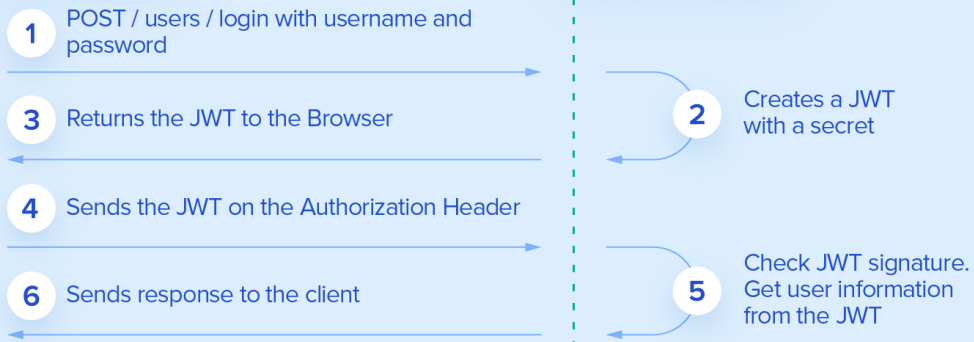 1 POST / users / login with username and
password
2 Creates a JWT
with a secret
3 Returns the JWT to the Browser
4 Sends the JWT on the Authorization Header
5 Check JWT signature.
Get user information
from the JWT
6 Sends response to the client